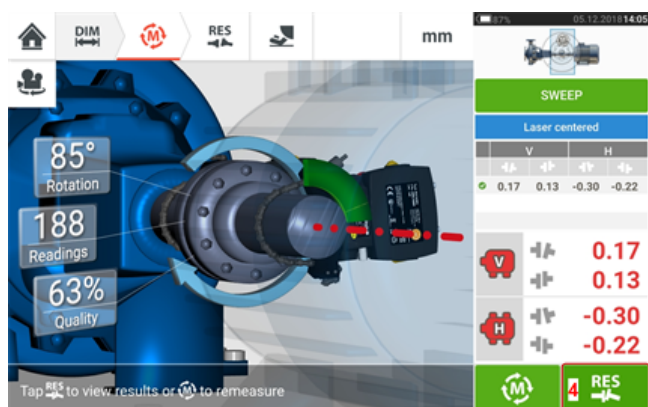 DIM
RES
mm
87%
05.12.2018 14:05
SWEEP
Laser centered
V H
0.17 0.13 -0.30 -0.22
85°
Rotation
188
Readings
63%
Quality
V
0.17
0.13
H
-0.30
-0.22
Tap RES to view results or M to remeasure
M
4 RES